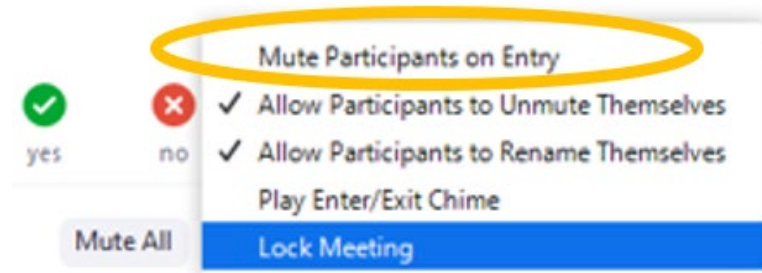 Mute Participants on Entry
✓ Allow Participants to Unmute Themselves
yes no ✓ Allow Participants to Rename Themselves
Play Enter/Exit Chime
Mute All Lock Meeting